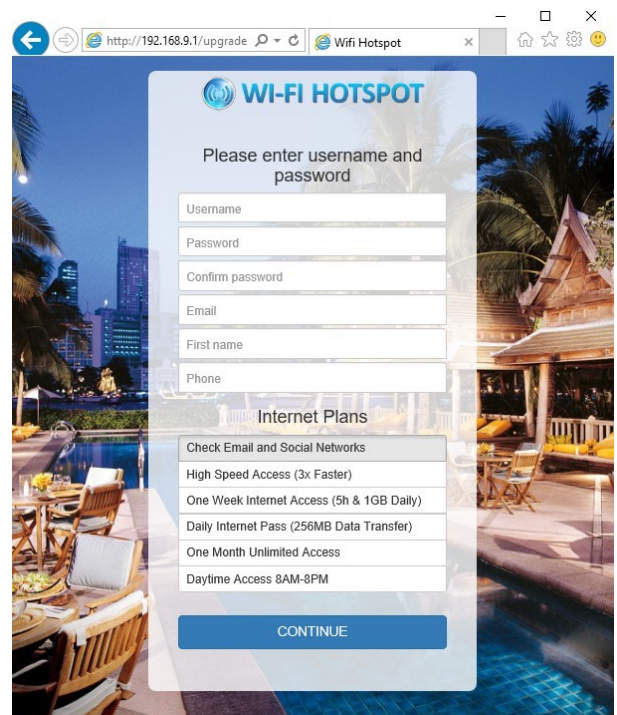 http://192.168.9.1/upgrade
Wifi Hotspot
WI-FI HOTSPOT
Please enter username and
password
Username
Password
Confirm password
Email
First name
Phone
Internet Plans
Check Email and Social Networks
High Speed Access (3x Faster)
One Week Internet Access (5h & 1GB Daily)
Daily Internet Pass (256MB Data Transfer)
One Month Unlimited Access
Daytime Access 8AM-8PM
CONTINUE